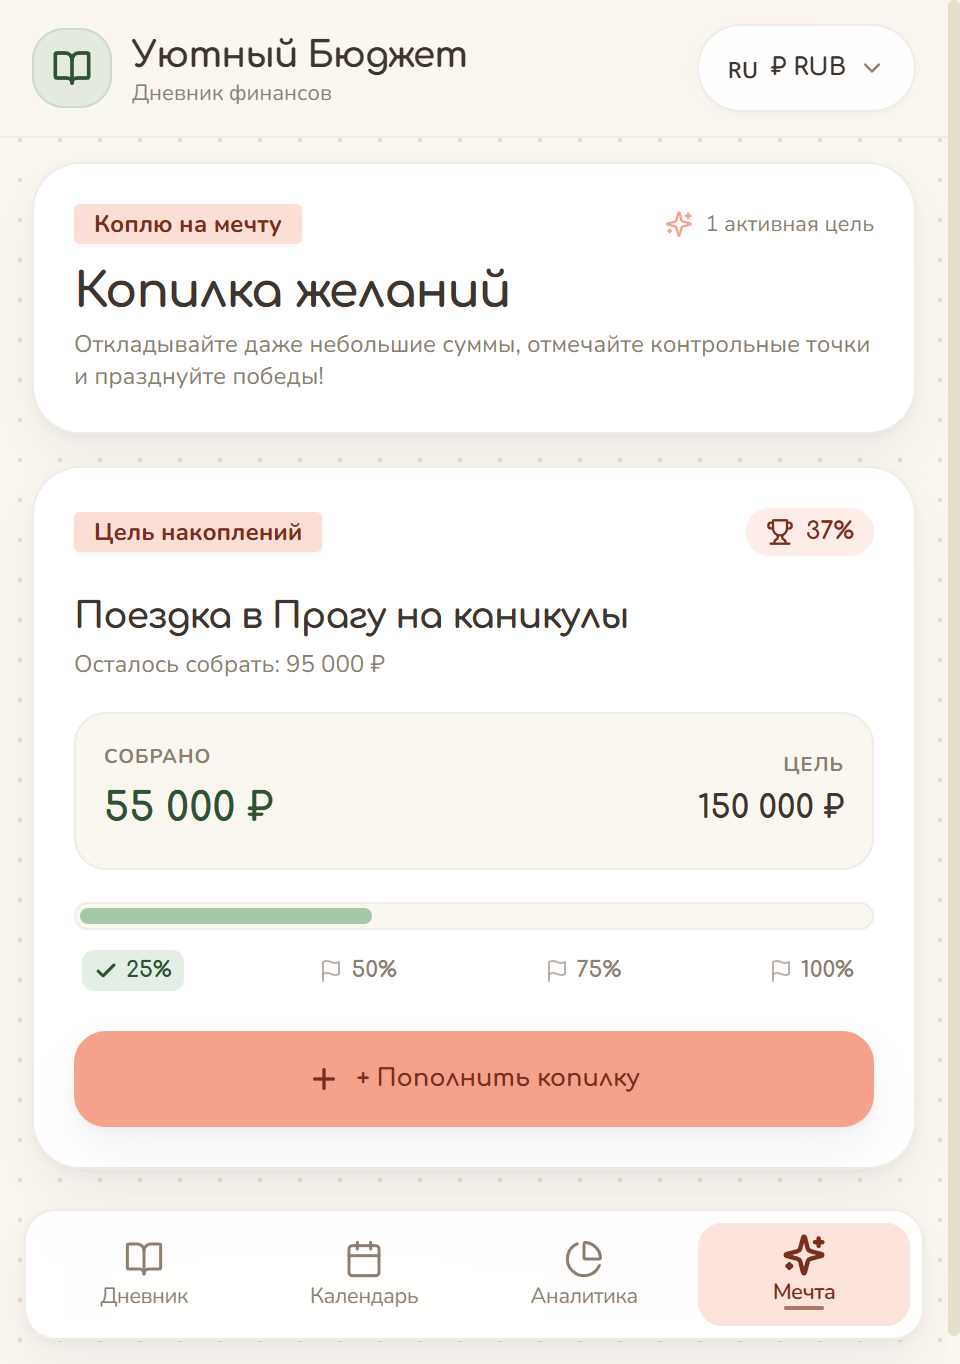 Уютный Бюджет
Дневник финансов
RU ₽ RUB
Коплю на мечту
1 активная цель
Копилка желаний
Откладывайте даже небольшие суммы, отмечайте контрольные точки
и празднуйте победы!
Цель накоплений
37%
Поездка в Прагу на каникулы
Осталось собрать: 95 000 ₽
СОБРАНО
ЦЕЛЬ
55 000 ₽
150 000 ₽
25%
50%
75%
100%
+ Пополнить копилку
Дневник
Календарь
Аналитика
Мечта